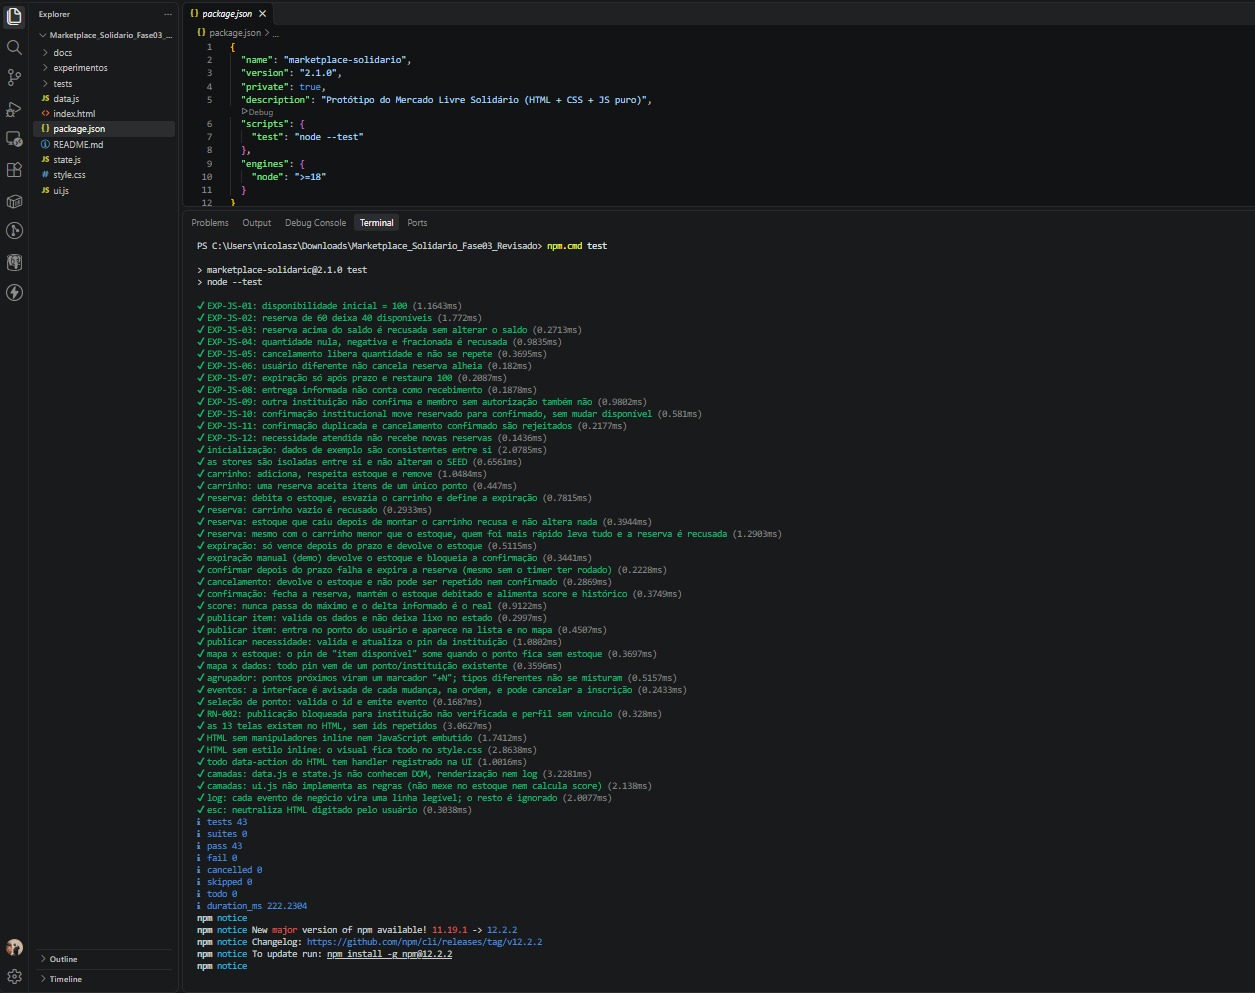 Explorer
Marketplace_Solidario_Fase03_...
docs
experimentos
tests
JS data.js
<> index.html
{} package.json
README.md
JS state.js
# style.css
JS ui.js
Outline
Timeline
{} package.json ×
{} package.json > ...
1 {
2 "name": "marketplace-solidario",
3 "version": "2.1.0",
4 "private": true,
5 "description": "Protótipo do Mercado Livre Solidário (HTML + CSS + JS puro)",
Debug
6 "scripts": {
7 "test": "node --test"
8 },
9 "engines": {
10 "node": ">=18"
11 }
12 }
Problems Output Debug Console Terminal Ports
PS C:\Users\nicolasz\Downloads\Marketplace_Solidario_Fase03_Revisado> npm.cmd test
> marketplace-solidario@2.1.0 test
> node --test
✓ EXP-JS-01: disponibilidade inicial = 100 (1.1643ms)
✓ EXP-JS-02: reserva de 60 deixa 40 disponíveis (1.772ms)
✓ EXP-JS-03: reserva acima do saldo é recusada sem alterar o saldo (0.2713ms)
✓ EXP-JS-04: quantidade nula, negativa e fracionada é recusada (0.9835ms)
✓ EXP-JS-05: cancelamento libera quantidade e não se repete (0.3695ms)
✓ EXP-JS-06: usuário diferente não cancela reserva alheia (0.182ms)
✓ EXP-JS-07: expiração só após prazo e restaura 100 (0.2087ms)
✓ EXP-JS-08: entrega informada não conta como recebimento (0.1878ms)
✓ EXP-JS-09: outra instituição não confirma e membro sem autorização também não (0.9802ms)
✓ EXP-JS-10: confirmação institucional move reservado para confirmado, sem mudar disponível (0.581ms)
✓ EXP-JS-11: confirmação duplicada e cancelamento confirmado são rejeitados (0.2177ms)
✓ EXP-JS-12: necessidade atendida não recebe novas reservas (0.1436ms)
✓ inicialização: dados de exemplo são consistentes entre si (2.0785ms)
✓ as stores são isoladas entre si e não alteram o SEED (0.6561ms)
✓ carrinho: adiciona, respeita estoque e remove (1.0484ms)
✓ carrinho: uma reserva aceita itens de um único ponto (0.447ms)
✓ reserva: debita o estoque, esvazia o carrinho e define a expiração (0.7815ms)
✓ reserva: carrinho vazio é recusado (0.2933ms)
✓ reserva: estoque que caiu depois de montar o carrinho recusa e não altera nada (0.3944ms)
✓ reserva: mesmo com o carrinho menor que o estoque, quem foi mais rápido leva tudo e a reserva é recusada (1.2903ms)
✓ expiração: só vence depois do prazo e devolve o estoque (0.5115ms)
✓ expiração manual (demo) devolve o estoque e bloqueia a confirmação (0.3441ms)
✓ confirmar depois do prazo falha e expira a reserva (mesmo sem o timer ter rodado) (0.2228ms)
✓ cancelamento: devolve o estoque e não pode ser repetido nem confirmado (0.2869ms)
✓ confirmação: fecha a reserva, mantém o estoque debitado e alimenta score e histórico (0.3749ms)
✓ score: nunca passa do máximo e o delta informado é o real (0.9122ms)
✓ publicar item: valida os dados e não deixa lixo no estado (0.2997ms)
✓ publicar item: entra no ponto do usuário e aparece na lista e no mapa (0.4507ms)
✓ publicar necessidade: valida e atualiza o pin da instituição (1.0802ms)
✓ mapa x estoque: o pin de "item disponível" some quando o ponto fica sem estoque (0.3697ms)
✓ mapa x dados: todo pin vem de um ponto/instituição existente (0.3596ms)
✓ agrupador: pontos próximos viram um marcador "+N"; tipos diferentes não se misturam (0.5157ms)
✓ eventos: a interface é avisada de cada mudança, na ordem, e pode cancelar a inscrição (0.2433ms)
✓ seleção de ponto: valida o id e emite evento (0.1687ms)
✓ RN-002: publicação bloqueada para instituição não verificada e perfil sem vínculo (0.328ms)
✓ as 13 telas existem no HTML, sem ids repetidos (3.0627ms)
✓ HTML sem manipuladores inline nem JavaScript embutido (1.7412ms)
✓ HTML sem estilo inline: o visual fica todo no style.css (2.8638ms)
✓ todo data-action do HTML tem handler registrado na UI (1.0016ms)
✓ camadas: data.js e state.js não conhecem DOM, renderização nem log (3.2281ms)
✓ camadas: ui.js não implementa as regras (não mexe no estoque nem calcula score) (2.138ms)
✓ log: cada evento de negócio vira uma linha legível; o resto é ignorado (2.0077ms)
✓ esc: neutraliza HTML digitado pelo usuário (0.3038ms)
ℹ tests 43
ℹ suites 0
ℹ pass 43
ℹ fail 0
ℹ cancelled 0
ℹ skipped 0
ℹ todo 0
ℹ duration_ms 222.2304
npm notice
npm notice New major version of npm available! 11.19.1 -> 12.2.2
npm notice Changelog: https://github.com/npm/cli/releases/tag/v12.2.2
npm notice To update run: npm install -g npm@12.2.2
npm notice